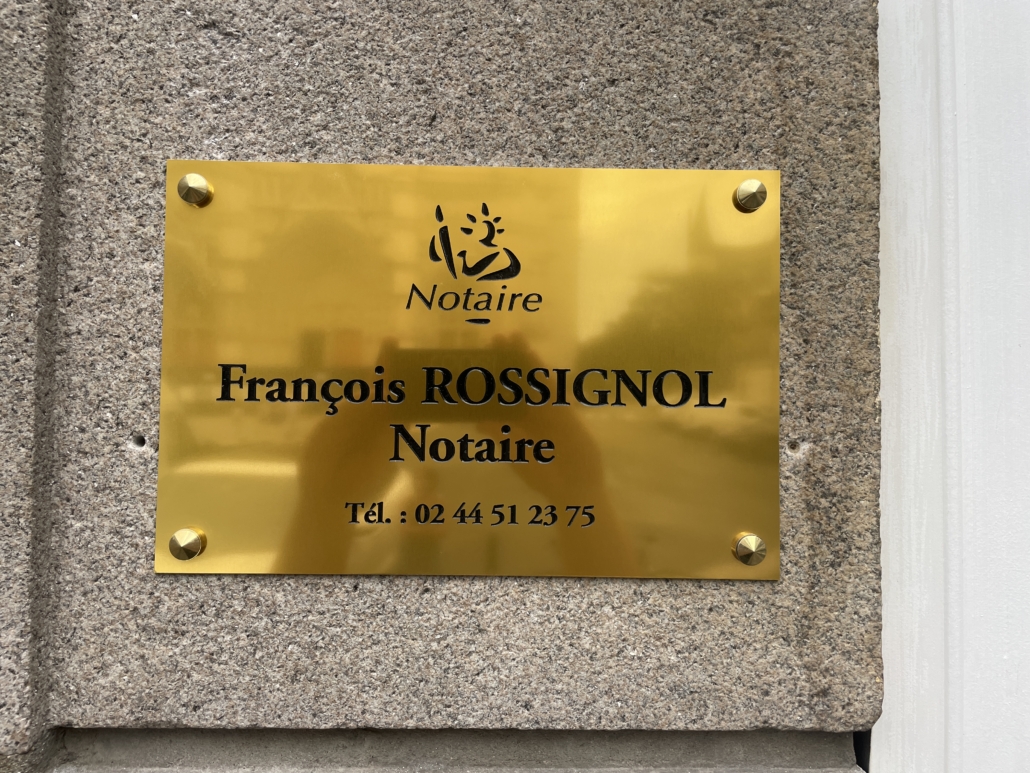 Notaire
François ROSSIGNOL
Notaire
Tél. : 02 44 51 23 75